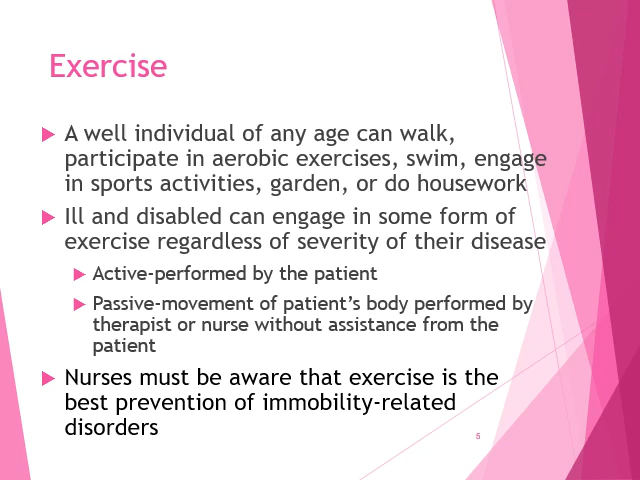 Exercise
A well individual of any age can walk,
participate in aerobic exercises, swim, engage
in sports activities, garden, or do housework
Ill and disabled can engage in some form of
exercise regardless of severity of their disease
Active-performed by the patient
Passive-movement of patient’s body performed by
therapist or nurse without assistance from the
patient
Nurses must be aware that exercise is the
best prevention of immobility-related
disorders
5